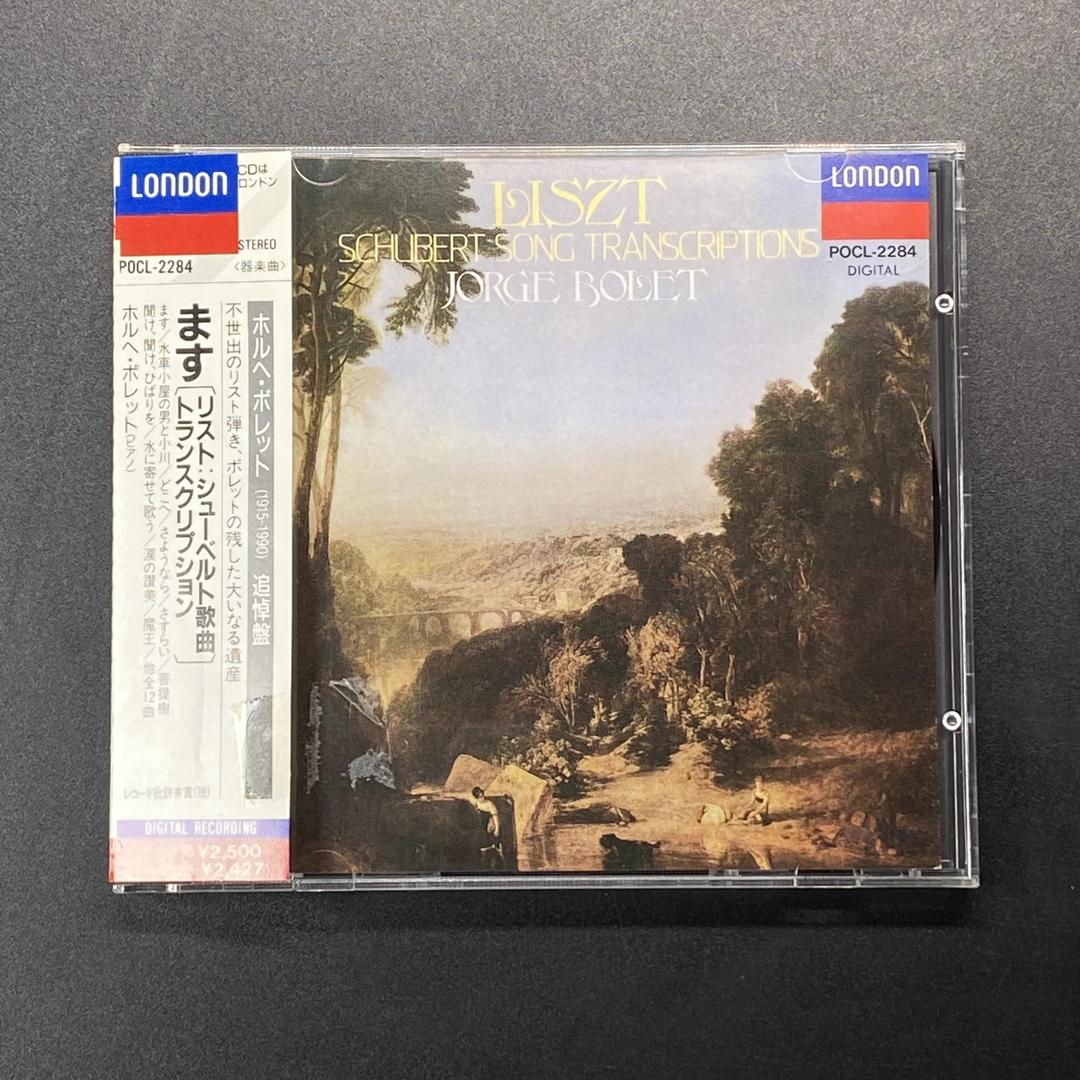 LONDON
CDは
ロンドン
STEREO
POCL-2284
〈器楽曲〉
ホルヘ・ボレット (1915-1990) 追悼盤
不世出のリスト弾き、ボレットの残した大いなる遺産
ます
リスト:シューベルト歌曲
トランスクリプション
ます/水車小屋の男と小川/どこへ/さようなら/さすらい/菩提樹
聞け、聞け、ひばりを/水に寄せて歌う/涙の讃美/魔王/他全12曲
ホルヘ・ボレット(ピアノ)
レコード批評家賞(独)
DIGITAL RECORDING
¥2,500
¥2,427
LISZT
SCHUBERT SONG TRANSCRIPTIONS
JORGE BOLET
LONDON
POCL-2284
DIGITAL